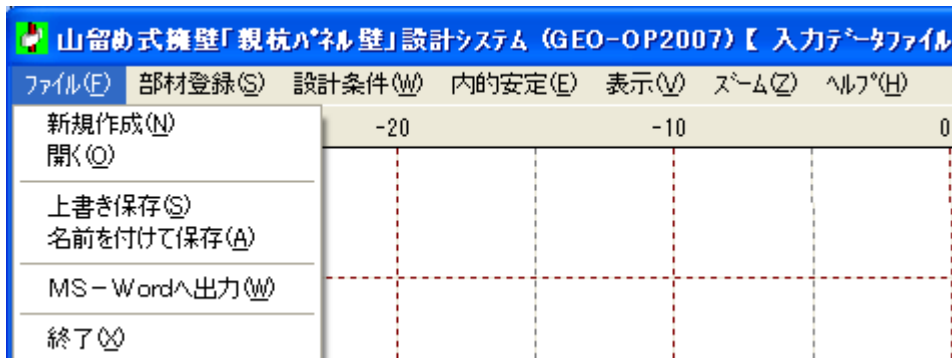 山留め式擁壁｢親杭ﾊﾟﾈﾙ壁｣設計ｼｽﾃﾑ (GEO-OP2007)【 入力ﾃﾞｰﾀﾌｧｲﾙ
ﾌｧｲﾙ(F) 部材登録(S) 設計条件(W) 内的安定(E) 表示(V) ｽﾞｰﾑ(Z) ﾍﾙﾌﾟ(H)
-20 -10 0
新規作成(N)
開く(O)
上書き保存(S)
名前を付けて保存(A)
MS－Wordへ出力(W)
終了(X)